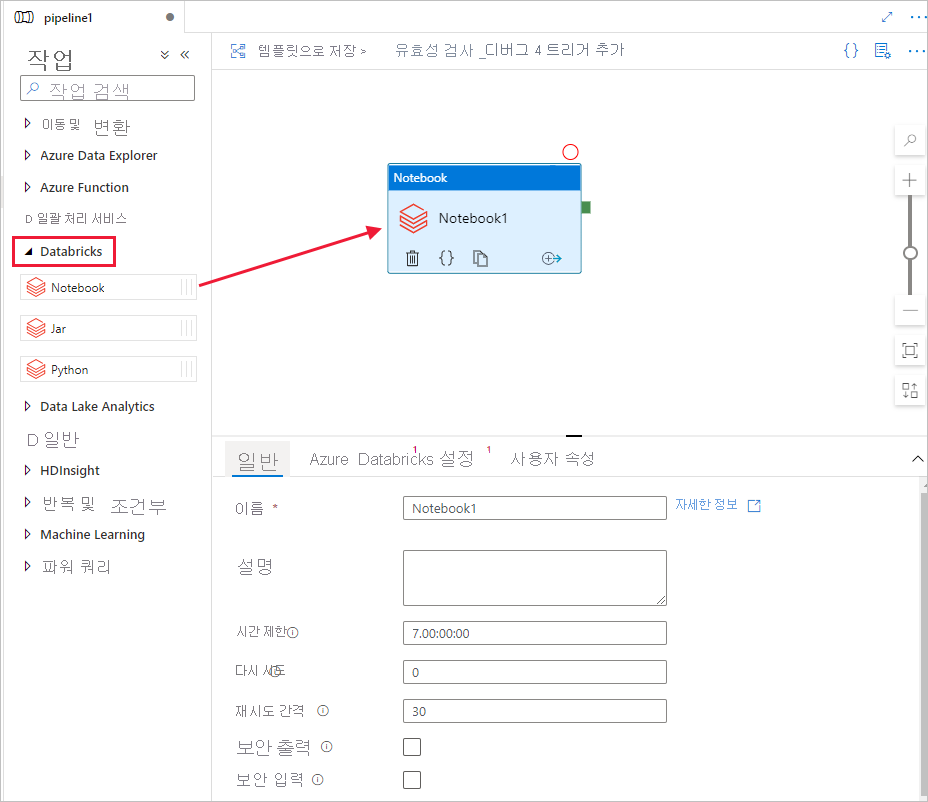 pipeline1
작업
템플릿으로 저장 >
유효성 검사 _디버그 4 트리거 추가
작업 검색
이동 및 변환
Azure Data Explorer
Azure Function
D 일괄 처리 서비스
Databricks
Notebook
Jar
Python
Data Lake Analytics
D 일반
HDInsight
반복 및 조건부
Machine Learning
파워 쿼리
Notebook
Notebook1
일반
Azure Databricks 설정 1 1
사용자 속성
이름 *
Notebook1
자세한 정보
설명
시간 제한
7.00:00:00
다시 시도
0
재시도 간격
30
보안 출력
보안 입력